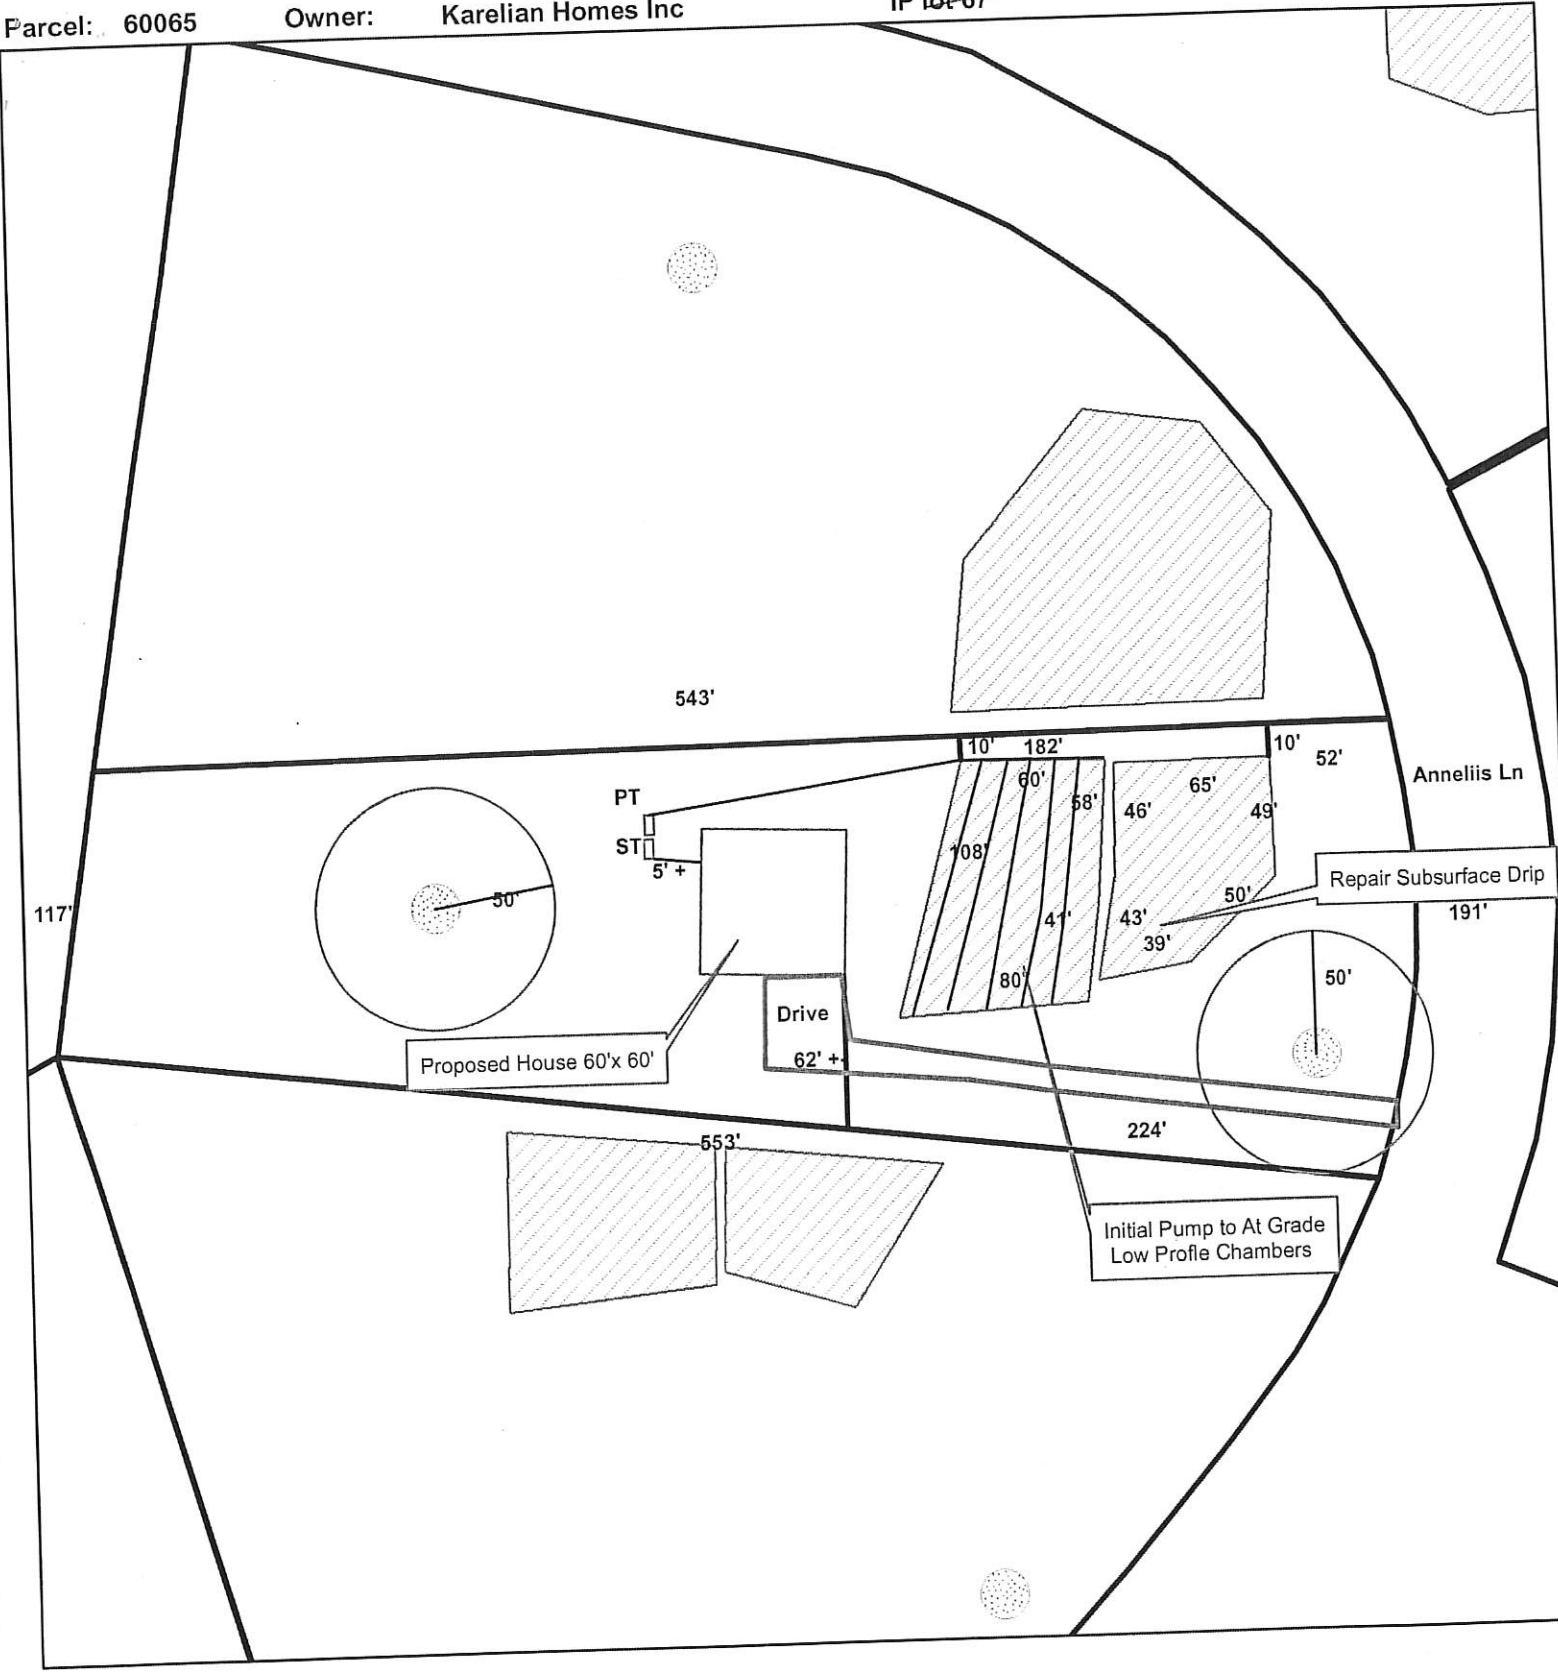 Parcel: 60065 Owner: Karelian Homes Inc
543'
10' 182' 10'
52'
60' 65'
Anneliis Ln
PT
58' 46' 49'
ST
108'
5' +
Repair Subsurface Drip
50'
50'
117'
41' 43'
191'
39'
80'
50'
Drive
Proposed House 60'x 60'
62' +-
224'
553'
Initial Pump to At Grade
Low Profle Chambers